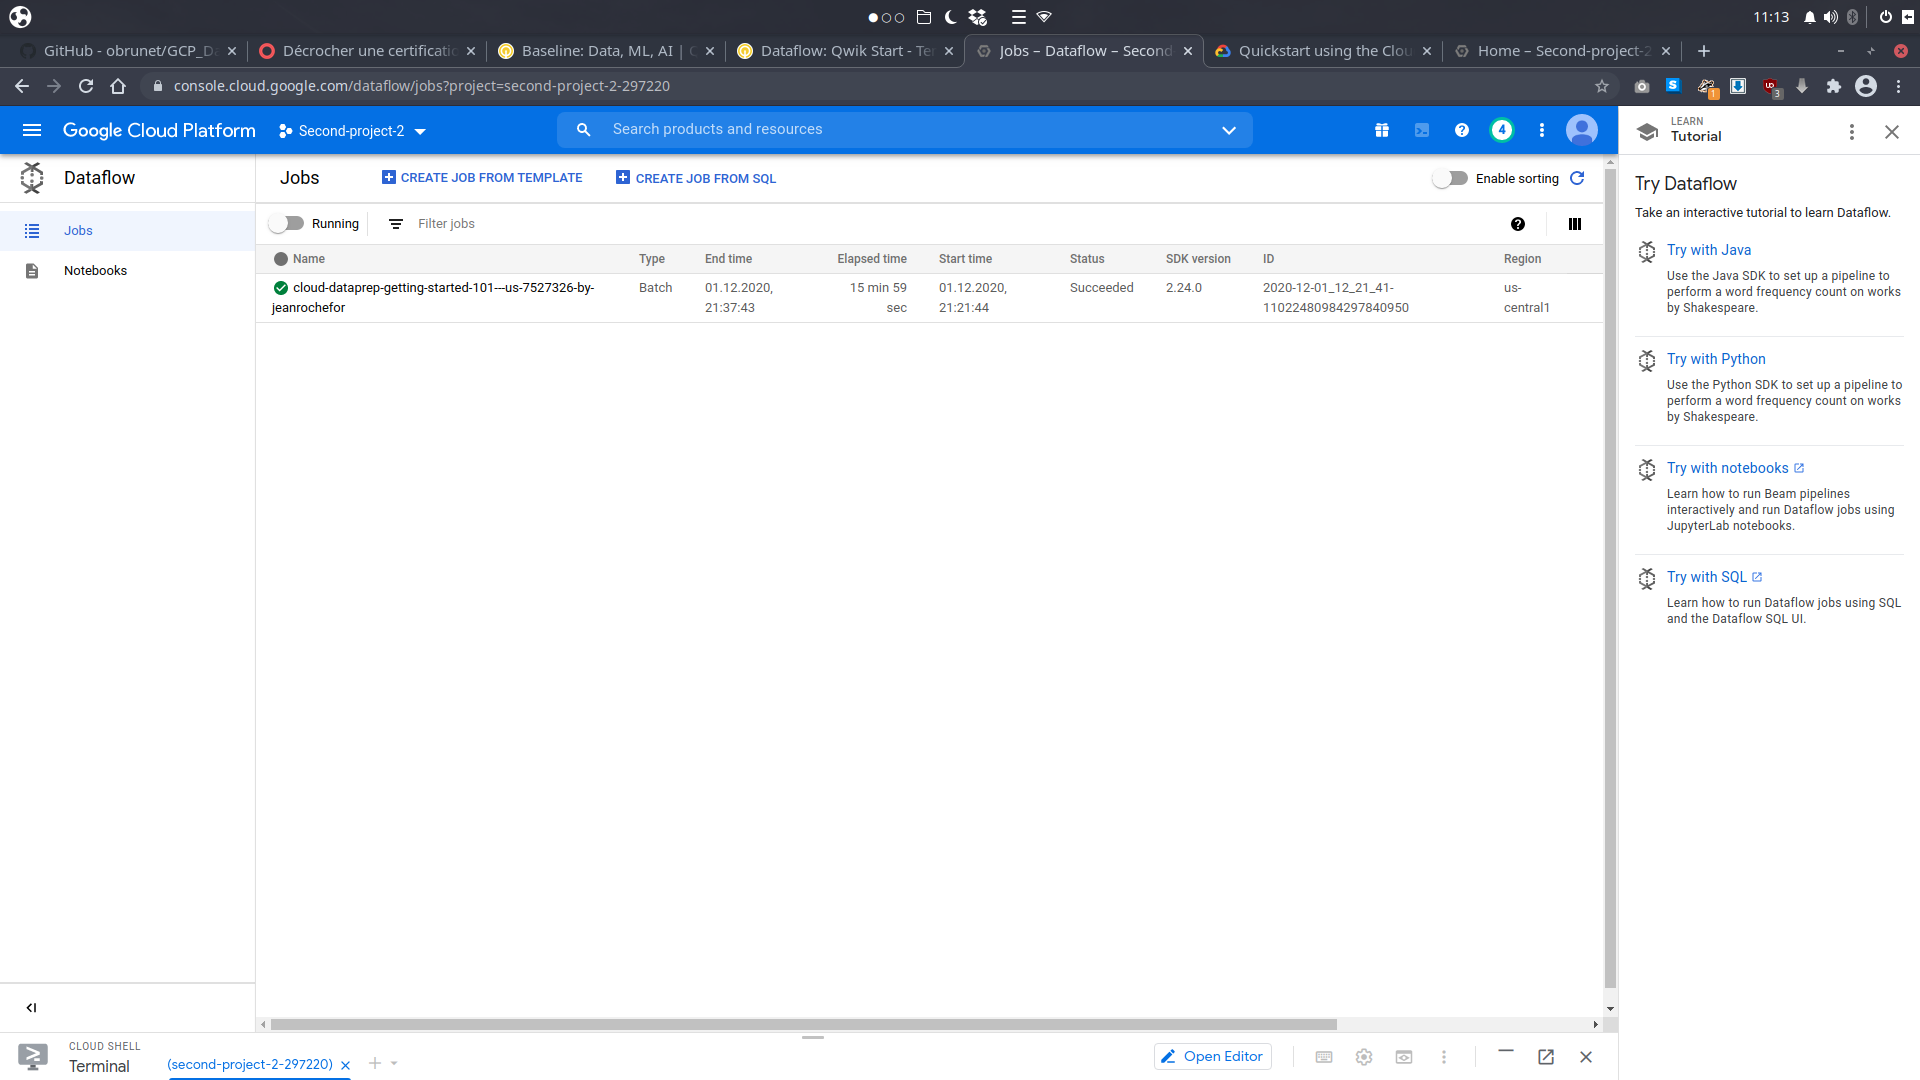 11:13
GitHub - obrunet/GCP_Da
Décrocher une certificatic
Baseline: Data, ML, AI | G
Dataflow: Qwik Start - Te
Jobs – Dataflow – Second
Quickstart using the Clou
Home – Second-project-2
console.cloud.google.com/dataflow/jobs?project=second-project-2-297220
1
3
Google Cloud Platform
Second-project-2
Search products and resources
4
LEARN
Tutorial
Dataflow
Jobs
CREATE JOB FROM TEMPLATE
CREATE JOB FROM SQL
Enable sorting
Jobs
Notebooks
Running
Filter jobs
Name Type End time Elapsed time Start time Status SDK version ID Region
cloud-dataprep-getting-started-101---us-7527326-by- Batch 01.12.2020, 15 min 59 01.12.2020, Succeeded 2.24.0 2020-12-01_12_21_41- us-
jeanrochefor 21:37:43 sec 21:21:44 11022480984297840950 central1
Try Dataflow
Take an interactive tutorial to learn Dataflow.
Try with Java
Use the Java SDK to set up a pipeline to
perform a word frequency count on works
by Shakespeare.
Try with Python
Use the Python SDK to set up a pipeline to
perform a word frequency count on works
by Shakespeare.
Try with notebooks
Learn how to run Beam pipelines
interactively and run Dataflow jobs using
JupyterLab notebooks.
Try with SQL
Learn how to run Dataflow jobs using SQL
and the Dataflow SQL UI.
CLOUD SHELL
Terminal
(second-project-2-297220)
Open Editor